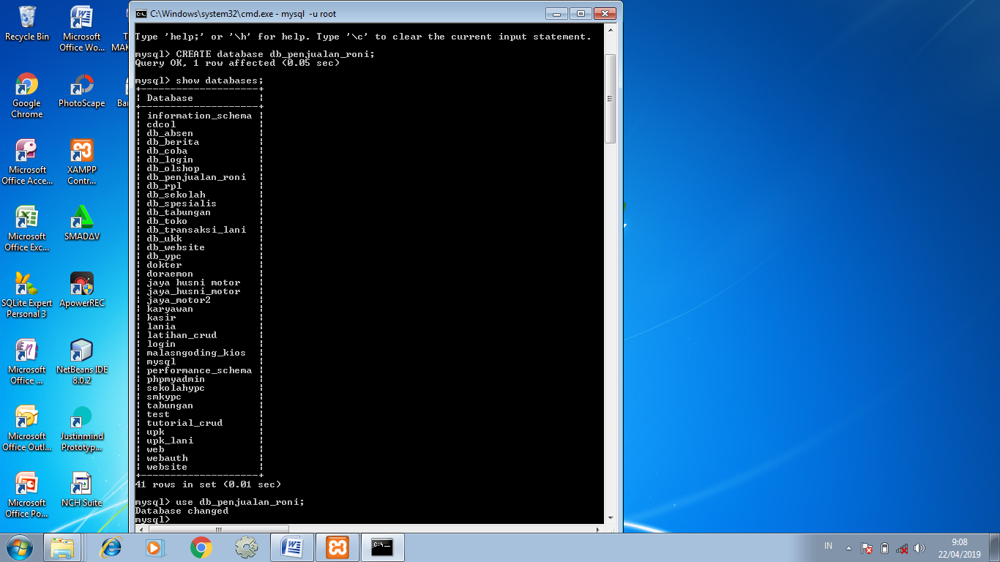 C:\Windows\system32\cmd.exe - mysql  -u root
Type 'help;' or '\h' for help. Type '\c' to clear the current input statement.
mysql> CREATE database db_penjualan_roni;
Query OK, 1 row affected (0.05 sec)
mysql> show databases;
+--------------------+
| Database           |
+--------------------+
| information_schema |
| cdcol              |
| db_absen           |
| db_berita          |
| db_coba            |
| db_login           |
| db_olshop          |
| db_penjualan_roni  |
| db_rpl             |
| db_sekolah         |
| db_spesialis       |
| db_tabungan        |
| db_toko            |
| db_transaksi_lani  |
| db_ukk             |
| db_website         |
| db_ypc             |
| dokter             |
| doraemon           |
| jaya husni motor   |
| jaya_husni_motor   |
| jaya_motor2        |
| karyawan           |
| kasir              |
| lania              |
| latihan_crud       |
| login              |
| malasngoding_kios  |
| mysql              |
| performance_schema |
| phpmyadmin         |
| sekolahypc         |
| smkypc             |
| tabungan           |
| test               |
| tutorial_crud      |
| upk                |
| upk_lani           |
| web                |
| webauth            |
| website            |
+--------------------+
41 rows in set (0.01 sec)
mysql> use db_penjualan_roni;
Database changed
mysql>
Recycle Bin
Microsoft
Office Wo...
T
MAK
Google
Chrome
PhotoScape
Bar
Microsoft
Office Acce...
XAMPP
Contr...
Microsoft
Office Exc...
SMADΔV
SQLite Expert
Personal 3
ApowerREC
Microsoft
Office ...
NetBeans IDE
8.0.2
Microsoft
Office Outl...
Justinmind
Prototyp...
Microsoft
Office Po...
NCH Suite
IN
9:08
22/04/2019